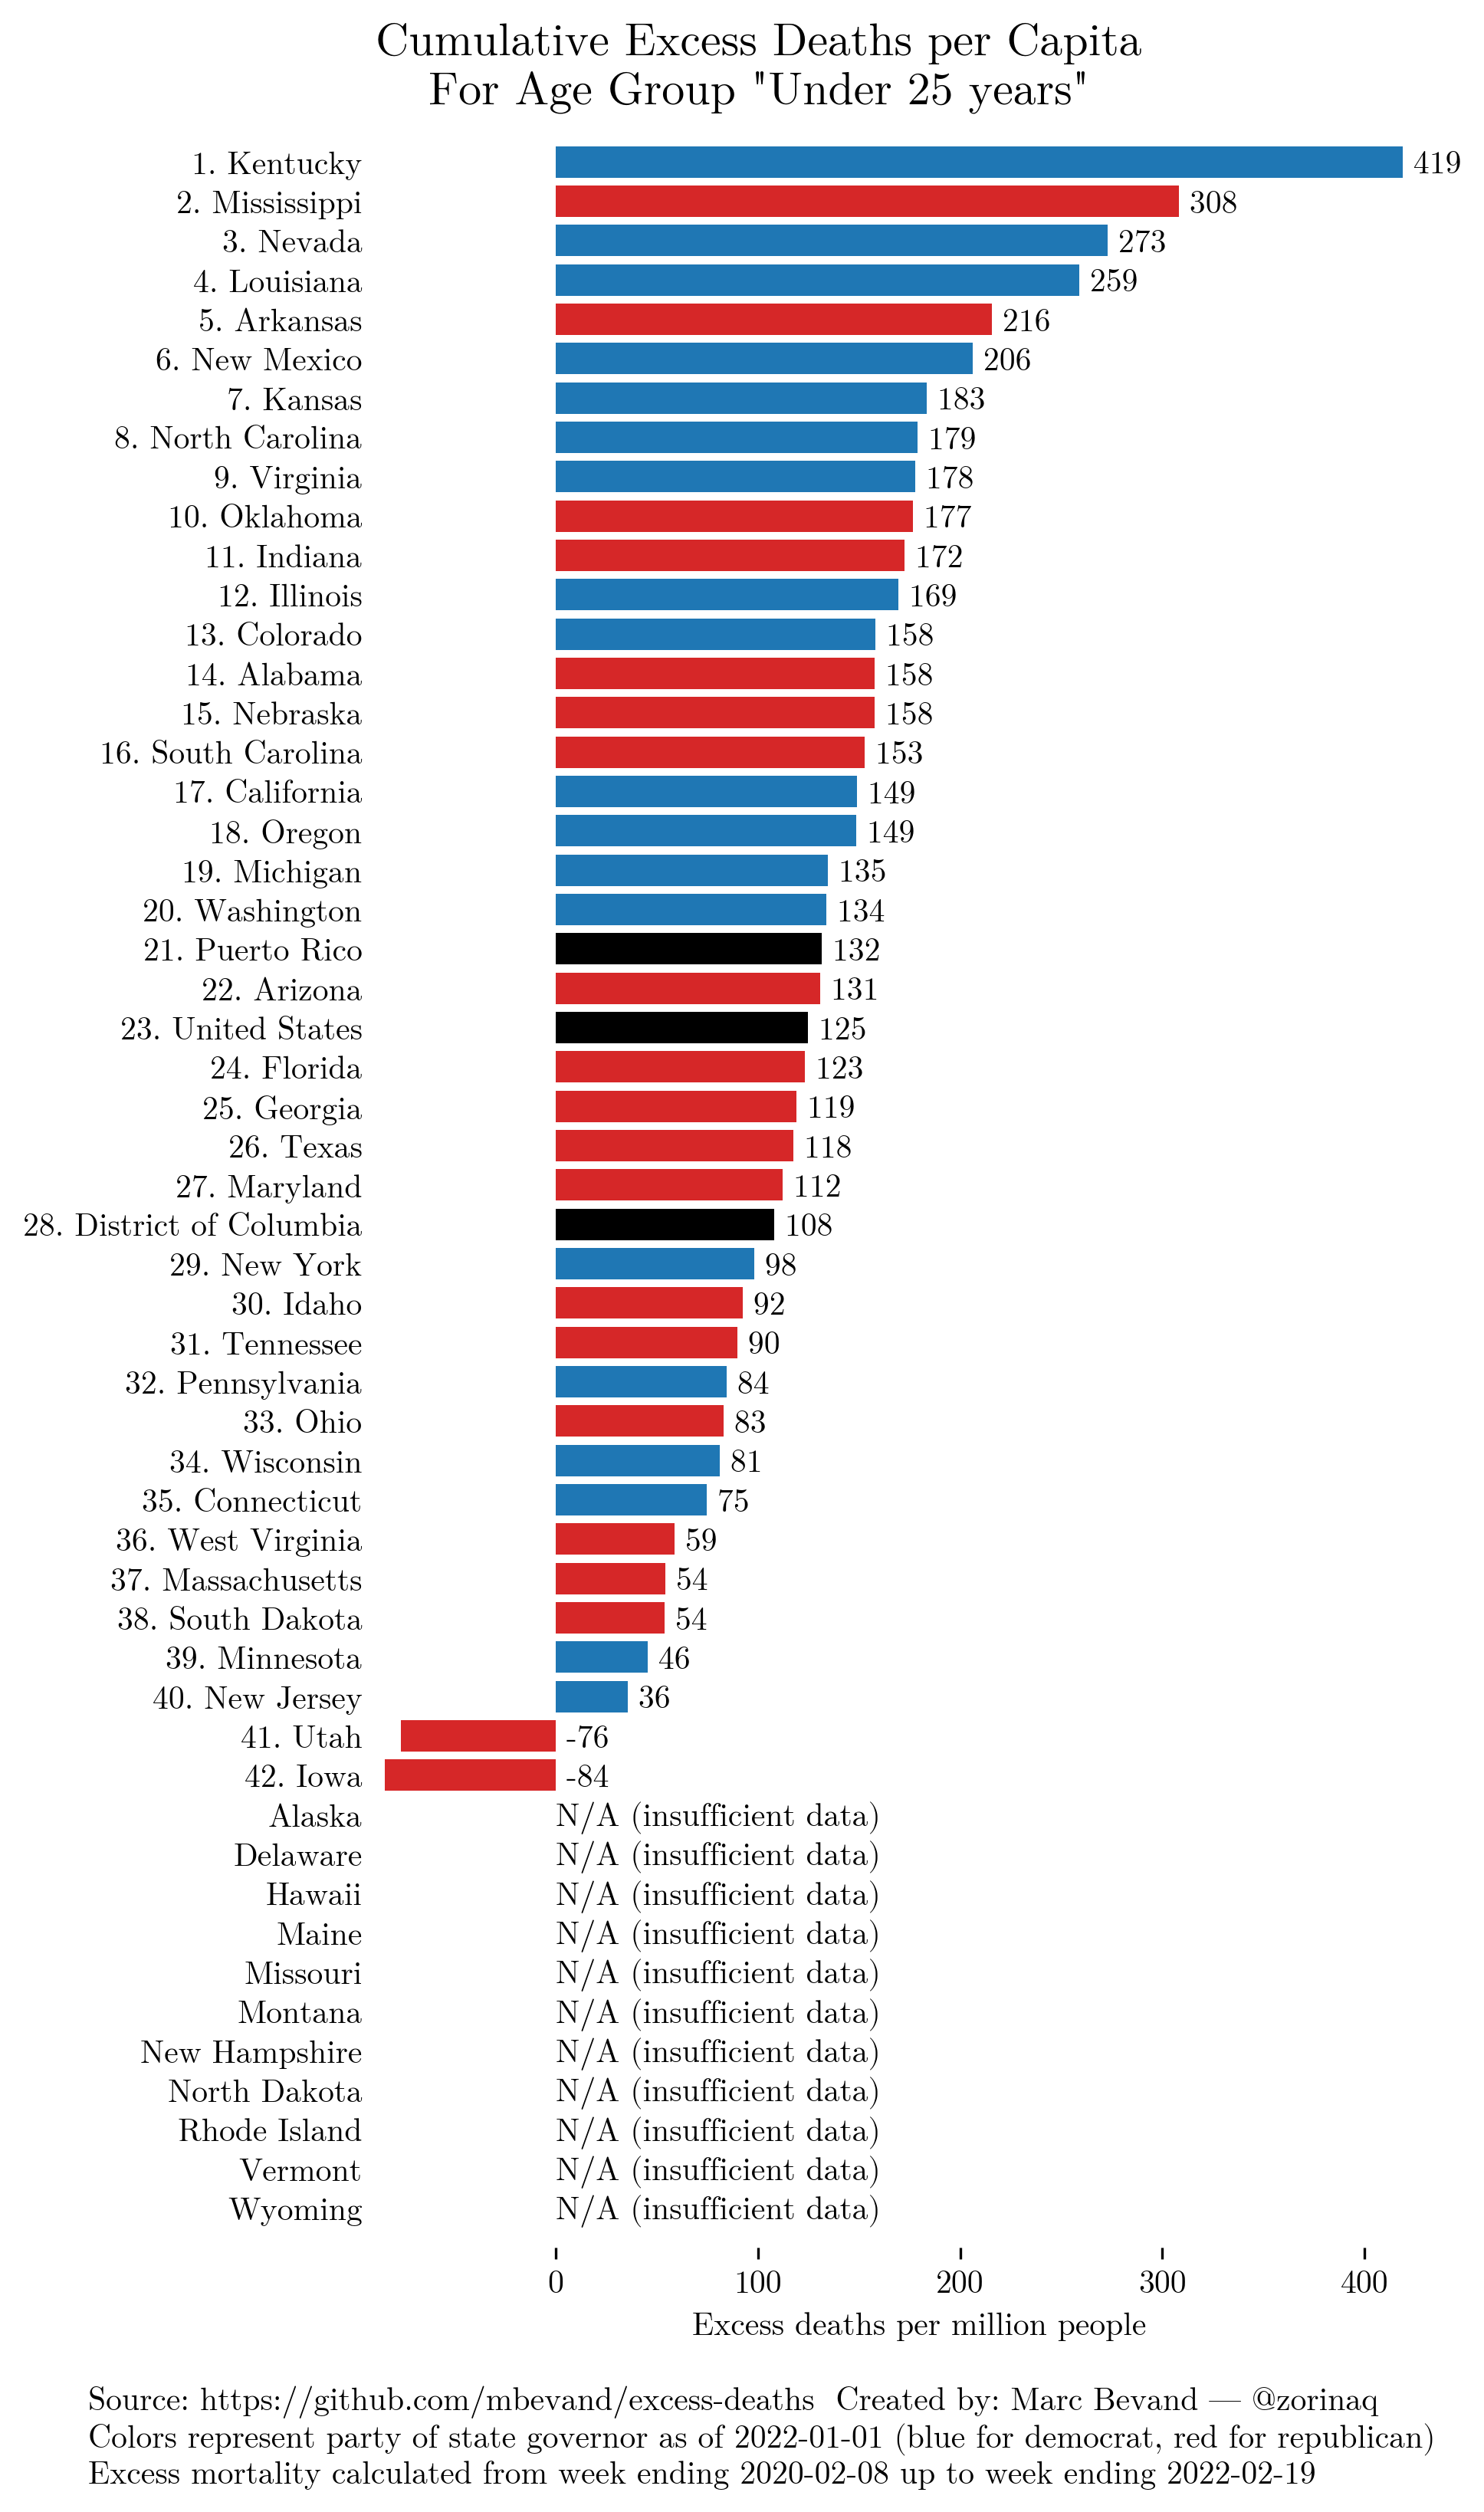 Cumulative Excess Deaths per Capita
For Age Group "Under 25 years"
1. Kentucky 419
2. Mississippi 308
3. Nevada 273
4. Louisiana 259
5. Arkansas 216
6. New Mexico 206
7. Kansas 183
8. North Carolina 179
9. Virginia 178
10. Oklahoma 177
11. Indiana 172
12. Illinois 169
13. Colorado 158
14. Alabama 158
15. Nebraska 158
16. South Carolina 153
17. California 149
18. Oregon 149
19. Michigan 135
20. Washington 134
21. Puerto Rico 132
22. Arizona 131
23. United States 125
24. Florida 123
25. Georgia 119
26. Texas 118
27. Maryland 112
28. District of Columbia 108
29. New York 98
30. Idaho 92
31. Tennessee 90
32. Pennsylvania 84
33. Ohio 83
34. Wisconsin 81
35. Connecticut 75
36. West Virginia 59
37. Massachusetts 54
38. South Dakota 54
39. Minnesota 46
40. New Jersey 36
41. Utah -76
42. Iowa -84
Alaska N/A (insufficient data)
Delaware N/A (insufficient data)
Hawaii N/A (insufficient data)
Maine N/A (insufficient data)
Missouri N/A (insufficient data)
Montana N/A (insufficient data)
New Hampshire N/A (insufficient data)
North Dakota N/A (insufficient data)
Rhode Island N/A (insufficient data)
Vermont N/A (insufficient data)
Wyoming N/A (insufficient data)
0 100 200 300 400
Excess deaths per million people
Source: https://github.com/mbevand/excess-deaths Created by: Marc Bevand — @zorinaq
Colors represent party of state governor as of 2022-01-01 (blue for democrat, red for republican)
Excess mortality calculated from week ending 2020-02-08 up to week ending 2022-02-19